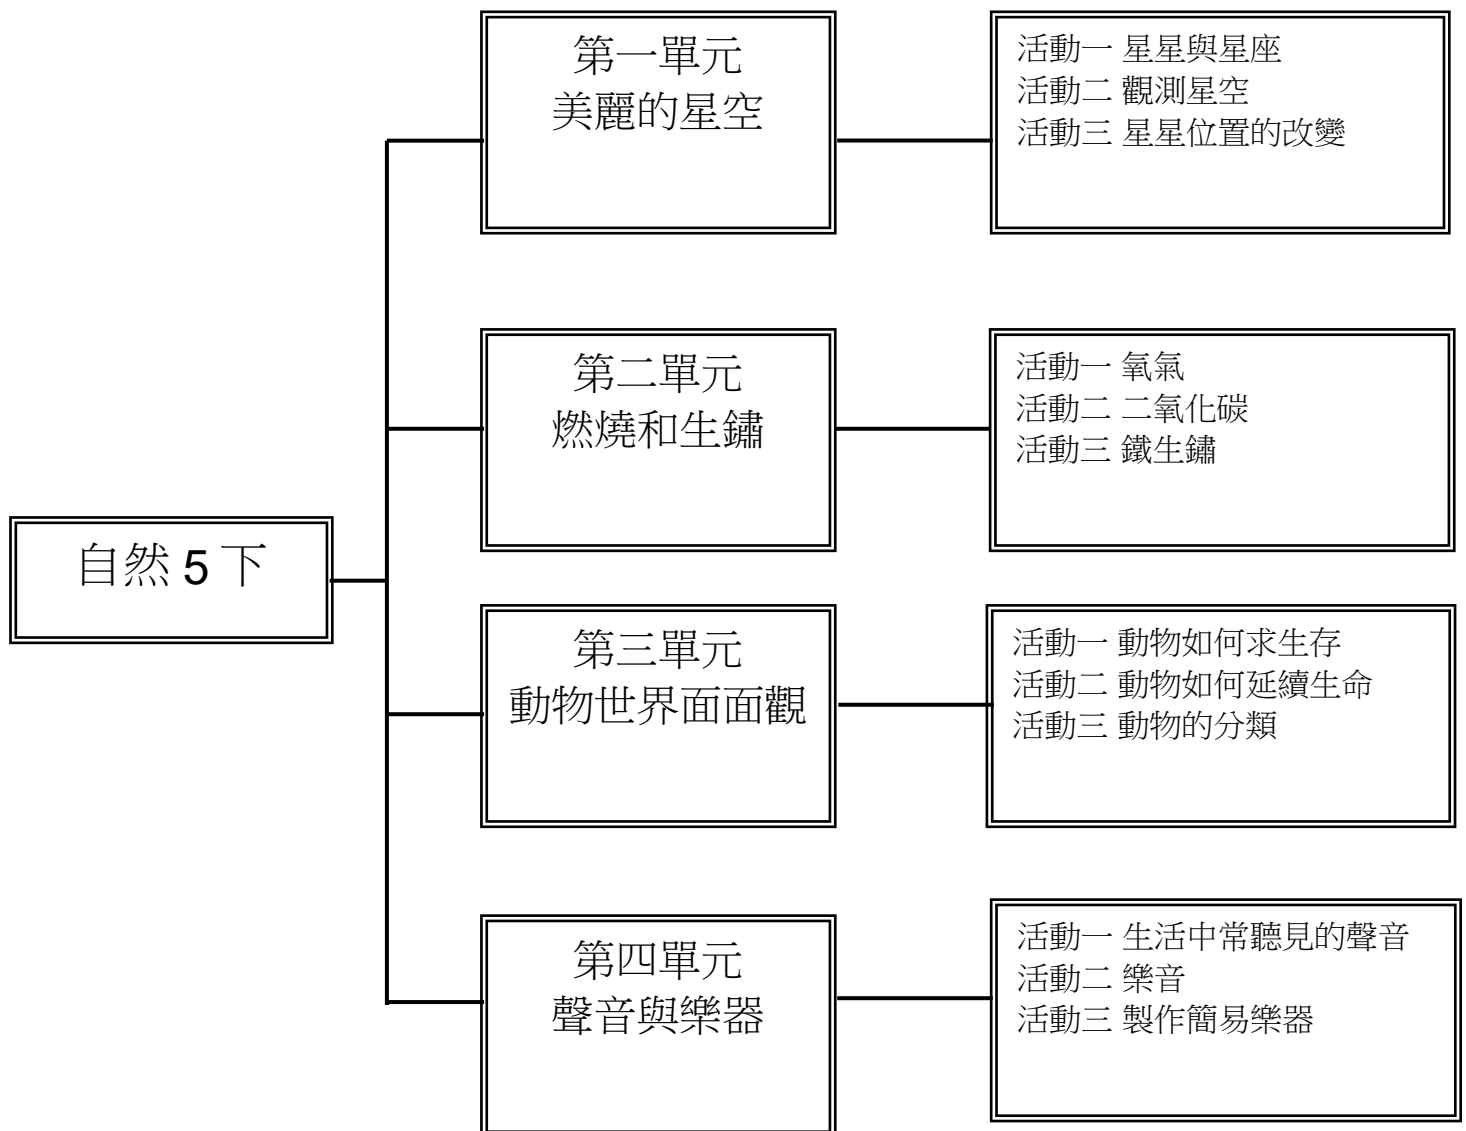 第一單元
美麗的星空
活動一 星星與星座
活動二 觀測星空
活動三 星星位置的改變
第二單元
燃燒和生鏽
活動一 氧氣
活動二 二氧化碳
活動三 鐵生鏽
自然 5 下
第三單元
動物世界面面觀
活動一 動物如何求生存
活動二 動物如何延續生命
活動三 動物的分類
第四單元
聲音與樂器
活動一 生活中常聽見的聲音
活動二 樂音
活動三 製作簡易樂器